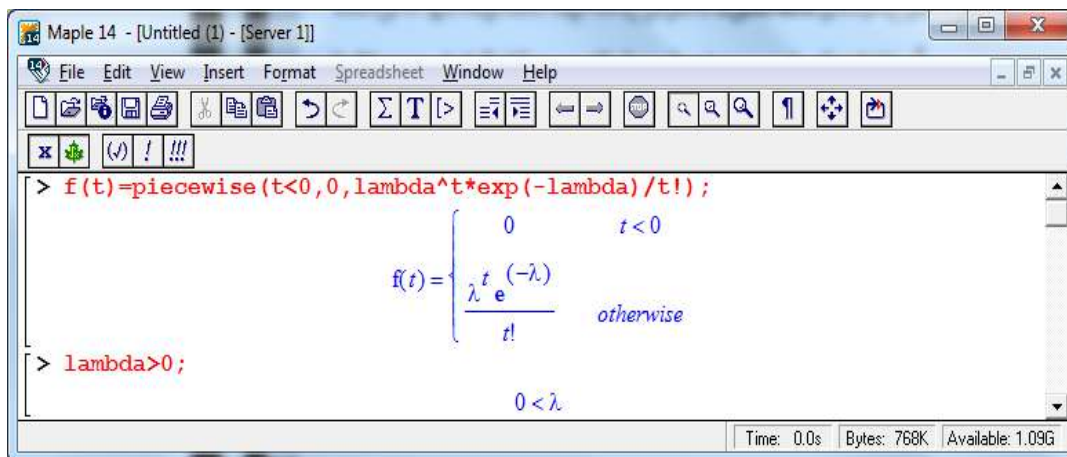 Maple 14 - [Untitled (1) - [Server 1]]
File Edit View Insert Format Spreadsheet Window Help
Σ T [> ¶
x (√) ! !!!
[> f(t)=piecewise(t<0,0,lambda^t*exp(-lambda)/t!);
f(t) = { 0 t < 0
λ^t e^(-λ) / t! otherwise
[> lambda>0;
0 < λ
Time: 0.0s Bytes: 768K Available: 1.09G